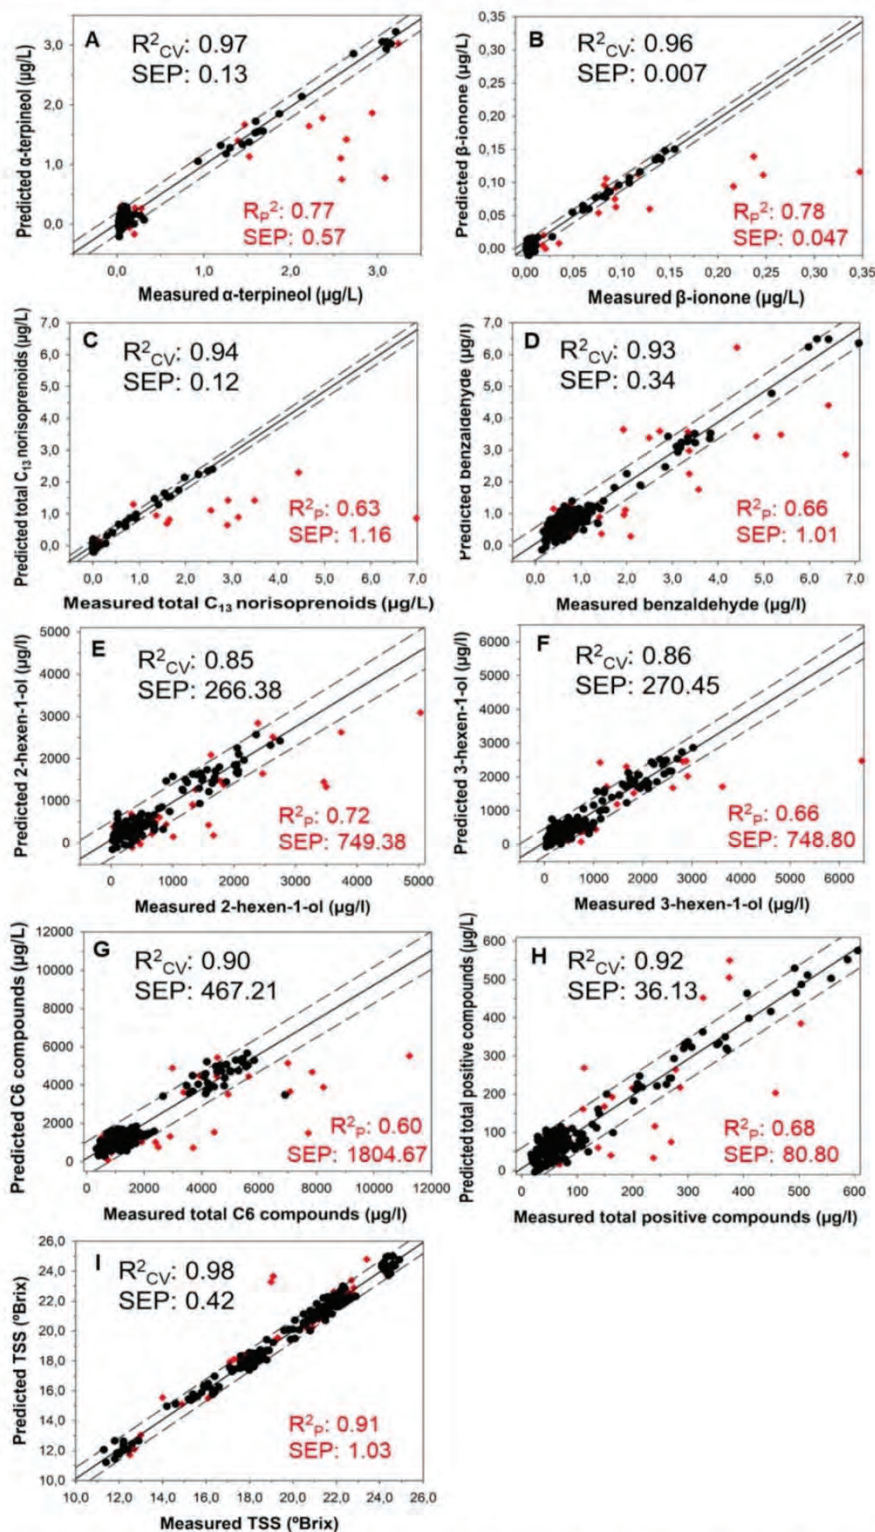 A
R²CV: 0.97
SEP: 0.13
RP²: 0.77
SEP: 0.57
Predicted α-terpineol (µg/L)
3,0
2,0
1,0
0,0
0,0 1,0 2,0 3,0
Measured α-terpineol (µg/L)
B
R²CV: 0.96
SEP: 0.007
RP²: 0.78
SEP: 0.047
Predicted β-ionone (µg/L)
0,35
0,30
0,25
0,20
0,15
0,10
0,05
0,00
0,00 0,05 0,10 0,15 0,20 0,25 0,30 0,35
Measured β-ionone (µg/L)
C
R²CV: 0.94
SEP: 0.12
R²P: 0.63
SEP: 1.16
Predicted total C13 norisoprenoids (µg/L)
7,0
6,0
5,0
4,0
3,0
2,0
1,0
0,0
0,0 1,0 2,0 3,0 4,0 5,0 6,0 7,0
Measured total C13 norisoprenoids (µg/L)
D
R²CV: 0.93
SEP: 0.34
R²P: 0.66
SEP: 1.01
Predicted benzaldehyde (µg/l)
7,0
6,0
5,0
4,0
3,0
2,0
1,0
0,0
0,0 1,0 2,0 3,0 4,0 5,0 6,0 7,0
Measured benzaldehyde (µg/l)
E
R²CV: 0.85
SEP: 266.38
R²P: 0.72
SEP: 749.38
Predicted 2-hexen-1-ol (µg/l)
5000
4000
3000
2000
1000
0
0 1000 2000 3000 4000 5000
Measured 2-hexen-1-ol (µg/l)
F
R²CV: 0.86
SEP: 270.45
R²P: 0.66
SEP: 748.80
Predicted 3-hexen-1-ol (µg/l)
6000
5000
4000
3000
2000
1000
0
0 1000 2000 3000 4000 5000 6000
Measured 3-hexen-1-ol (µg/l)
G
R²CV: 0.90
SEP: 467.21
R²P: 0.60
SEP: 1804.67
Predicted C6 compounds (µg/L)
12000
10000
8000
6000
4000
2000
0
0 2000 4000 6000 8000 10000 12000
Measured total C6 compounds (µg/l)
H
R²CV: 0.92
SEP: 36.13
R²P: 0.68
SEP: 80.80
Predicted total positive compounds (µg/L)
600
500
400
300
200
100
0
0 100 200 300 400 500 600
Measured total positive compounds (µg/l)
I
R²CV: 0.98
SEP: 0.42
R²P: 0.91
SEP: 1.03
Predicted TSS (ºBrix)
26,0
24,0
22,0
20,0
18,0
16,0
14,0
12,0
10,0
10,0 12,0 14,0 16,0 18,0 20,0 22,0 24,0 26,0
Measured TSS (ºBrix)